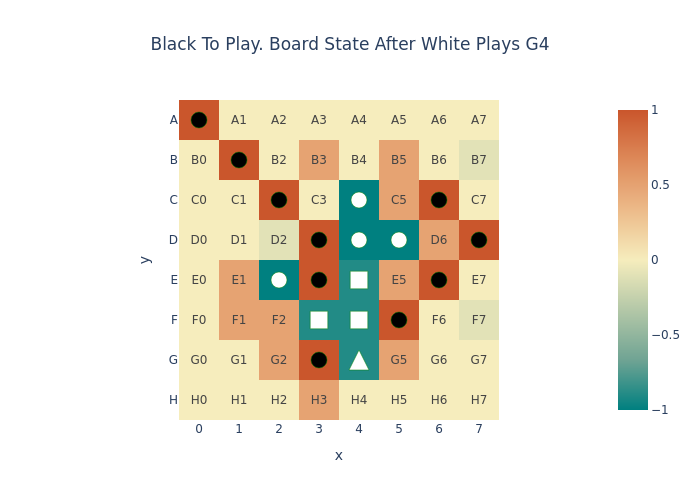 Black To Play. Board State After White Plays G4
A A1 A2 A3 A4 A5 A6 A7 1
B B0 B2 B3 B4 B5 B6 B7
C C0 C1 C3 C5 C7 0.5
D D0 D1 D2 D6
y E E0 E1 E5 E7 0
F F0 F1 F2 F6 F7 −0.5
G G0 G1 G2 G5 G6 G7
H H0 H1 H2 H3 H4 H5 H6 H7 −1
0 1 2 3 4 5 6 7
x